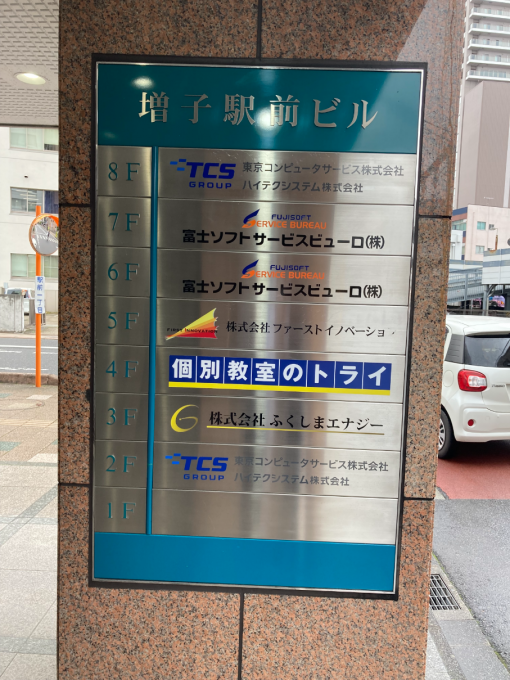 増子駅前ビル
8F
TCS GROUP
東京コンピュータサービス株式会社
ハイテクシステム株式会社
7F
FUJISOFT
SERVICE BUREAU
富士ソフトサービスビューロ(株)
6F
FUJISOFT
SERVICE BUREAU
富士ソフトサービスビューロ(株)
5F
FIRST INNOVATION
株式会社ファーストイノベーショ
4F
個別教室のトライ
3F
株式会社ふくしまエナジー
2F
TCS GROUP
東京コンピュータサービス株式会社
ハイテクシステム株式会社
1F